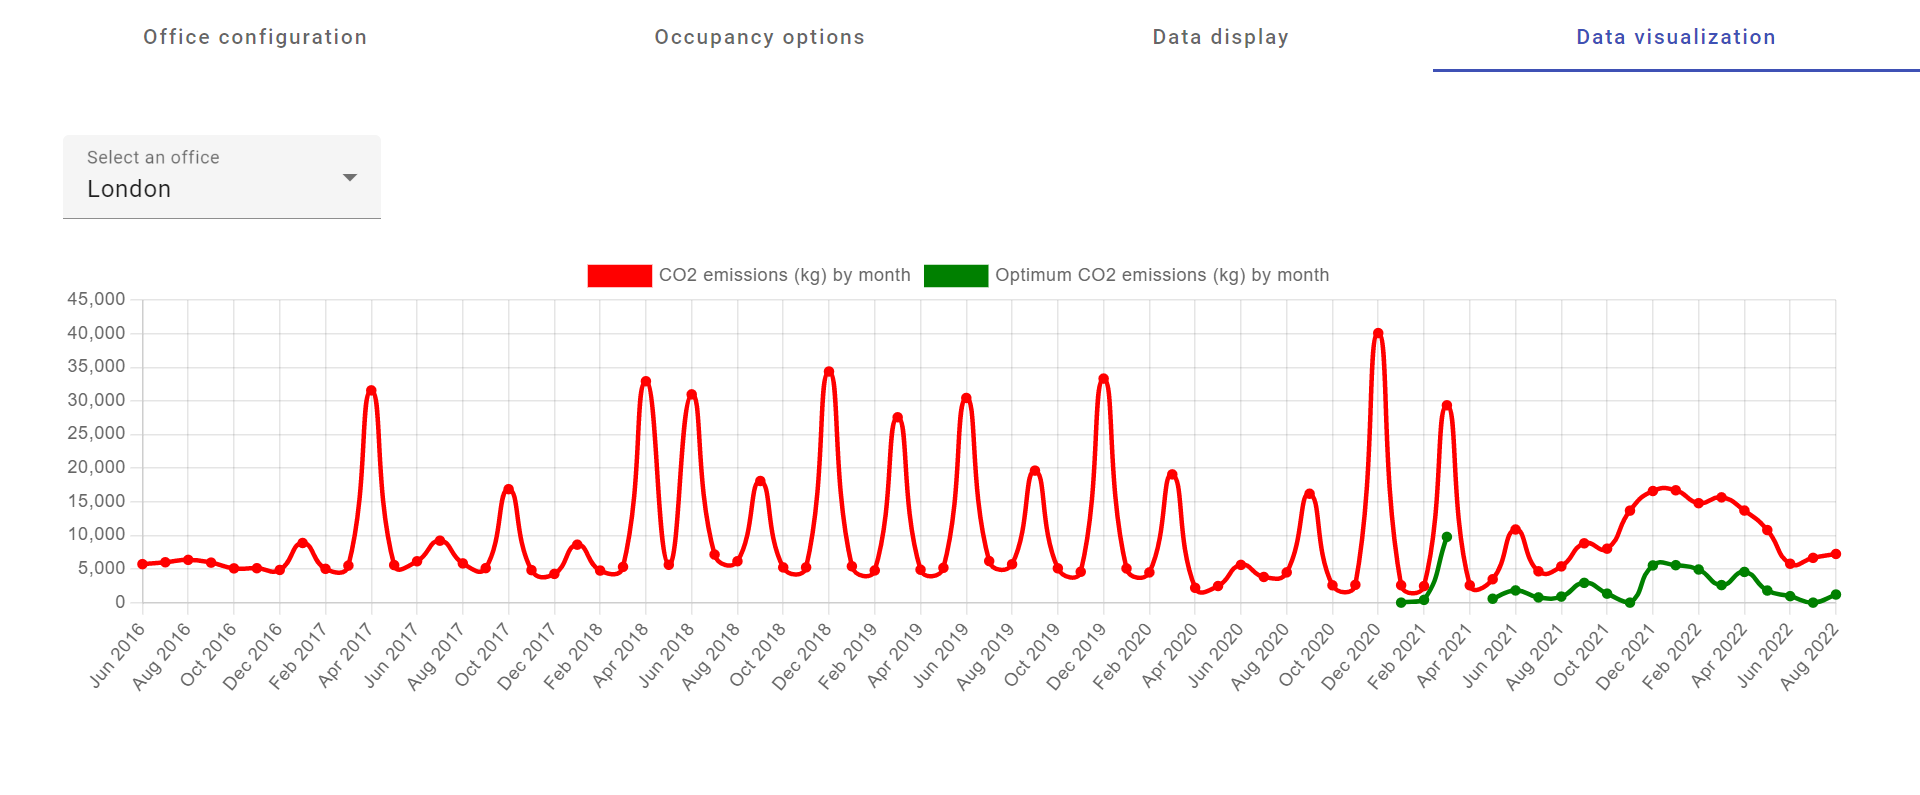 Office configuration Occupancy options Data display Data visualization
Select an office
London
CO2 emissions (kg) by month Optimum CO2 emissions (kg) by month
45,000
40,000
35,000
30,000
25,000
20,000
15,000
10,000
5,000
0
Jun 2016 Aug 2016 Oct 2016 Dec 2016 Feb 2017 Apr 2017 Jun 2017 Aug 2017 Oct 2017 Dec 2017 Feb 2018 Apr 2018 Jun 2018 Aug 2018 Oct 2018 Dec 2018 Feb 2019 Apr 2019 Jun 2019 Aug 2019 Oct 2019 Dec 2019 Feb 2020 Apr 2020 Jun 2020 Aug 2020 Oct 2020 Dec 2020 Feb 2021 Apr 2021 Jun 2021 Aug 2021 Oct 2021 Dec 2021 Feb 2022 Apr 2022 Jun 2022 Aug 2022